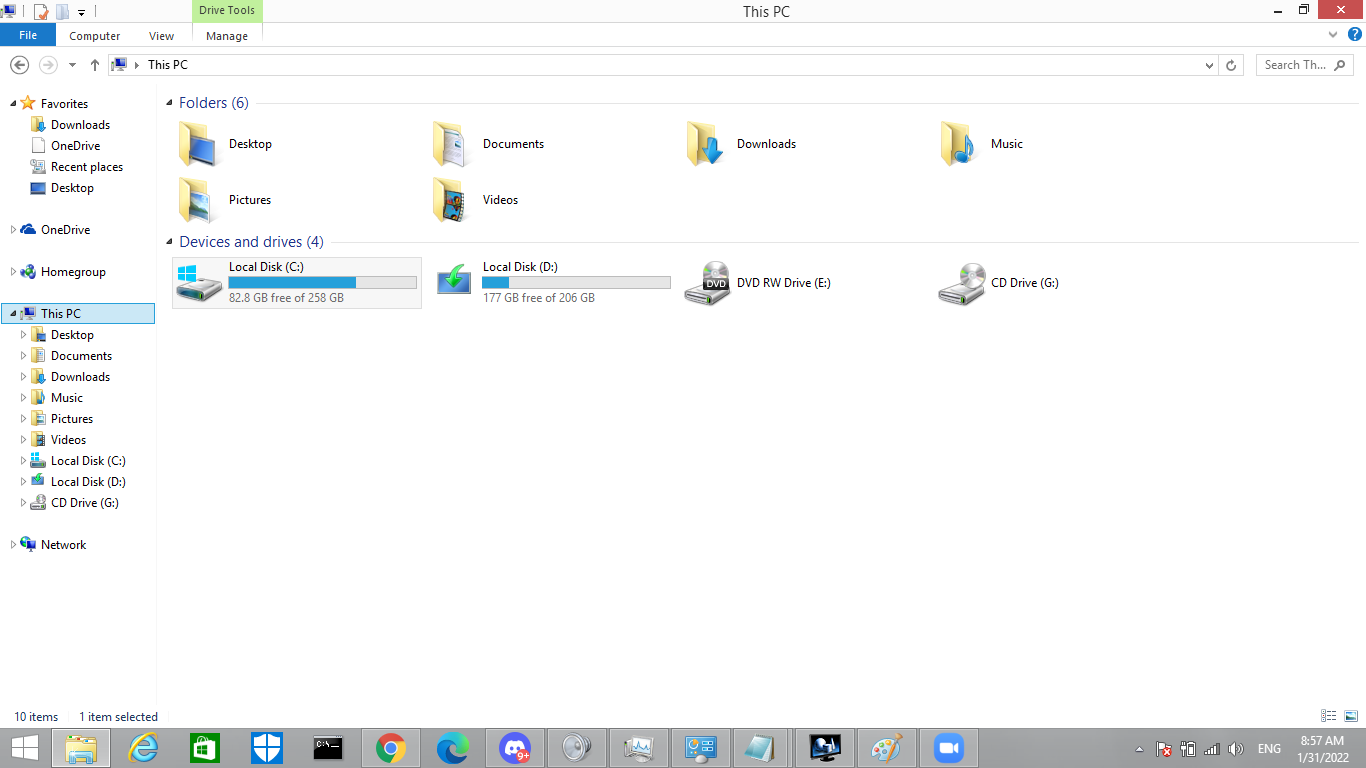 Drive Tools
This PC
File
Computer
View
Manage
This PC
Search Th...
Favorites
Downloads
OneDrive
Recent places
Desktop
OneDrive
Homegroup
This PC
Desktop
Documents
Downloads
Music
Pictures
Videos
Local Disk (C:)
Local Disk (D:)
CD Drive (G:)
Network
Folders (6)
Desktop
Documents
Downloads
Music
Pictures
Videos
Devices and drives (4)
Local Disk (C:)
82.8 GB free of 258 GB
Local Disk (D:)
177 GB free of 206 GB
DVD
DVD RW Drive (E:)
CD Drive (G:)
10 items
1 item selected
C:\
9+
ENG
8:57 AM
1/31/2022